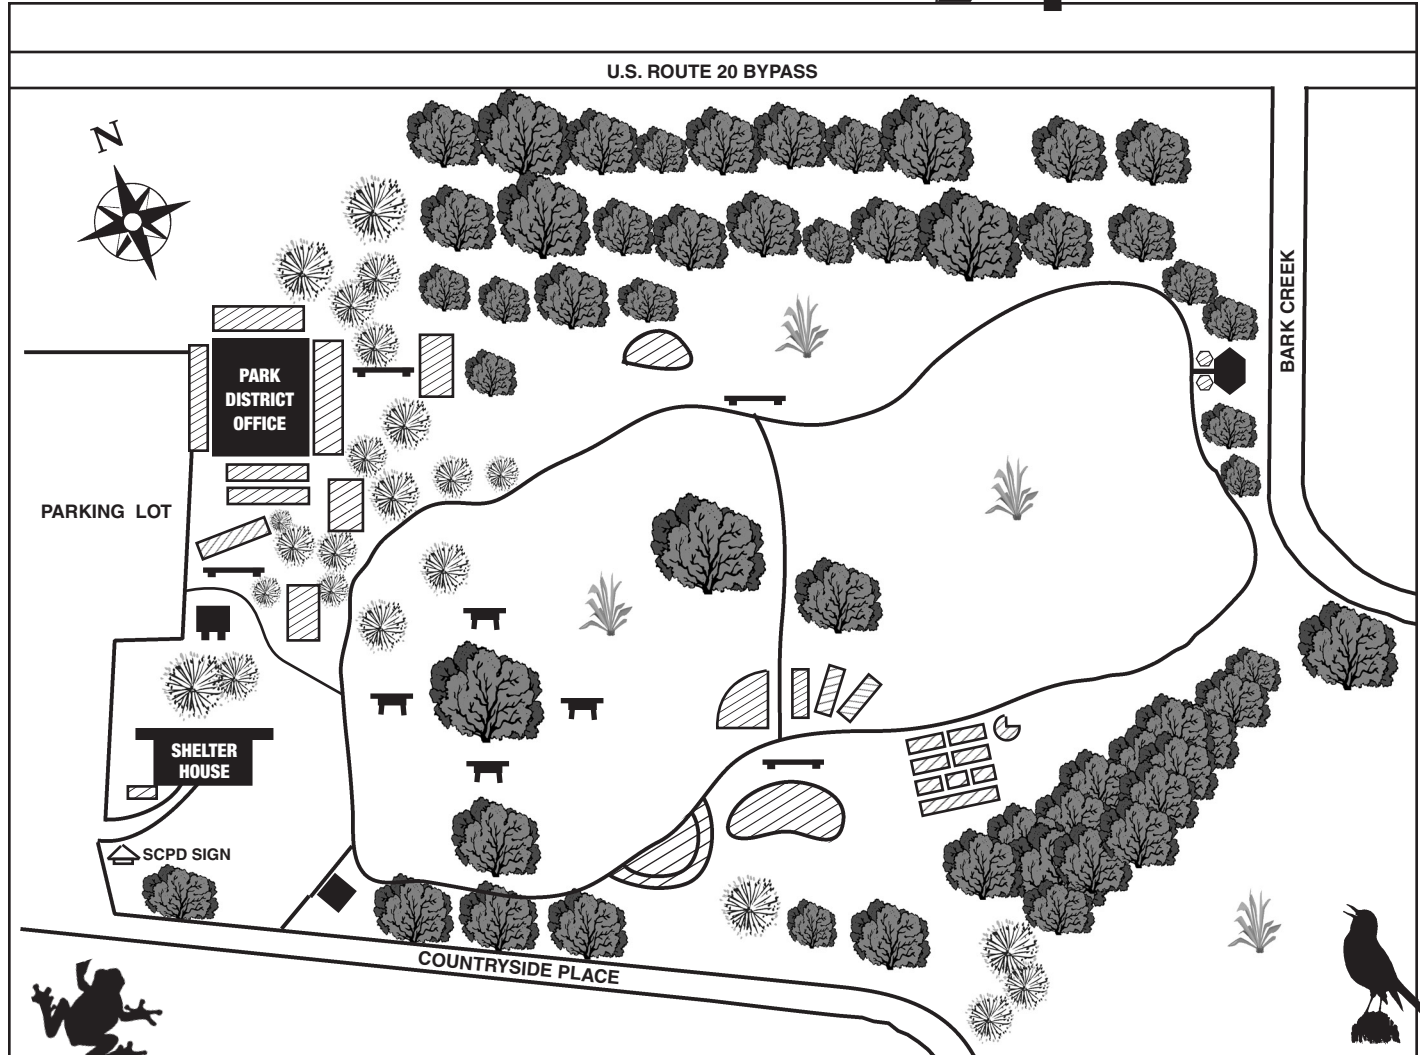 U.S. ROUTE 20 BYPASS
N
BARK CREEK
PARK
DISTRICT
OFFICE
PARKING LOT
SHELTER
HOUSE
SCPD SIGN
COUNTRYSIDE PLACE